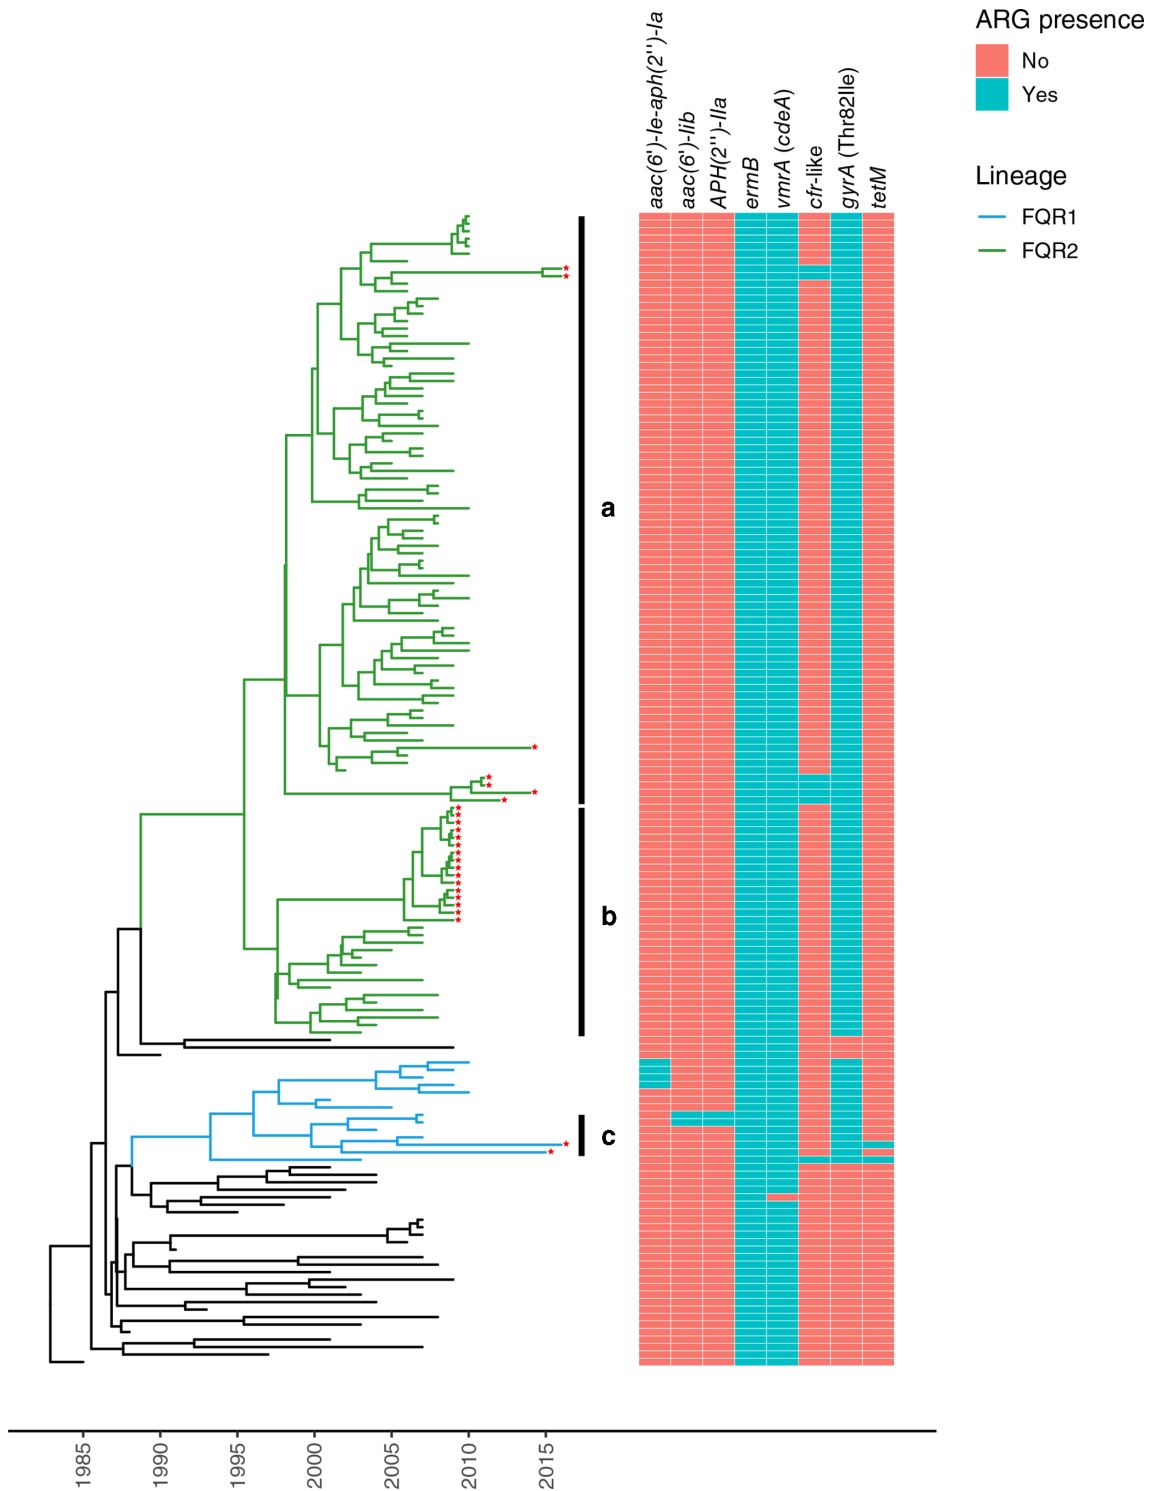 ARG presence
No
Yes
Lineage
FQR1
FQR2
aac(6')-Ie-aph(2'')-Ia
aac(6')-Iib
APH(2'')-IIa
ermB
vmrA (cdeA)
cfr-like
gyrA (Thr82Ile)
tetM
a
b
c
1985
1990
1995
2000
2005
2010
2015